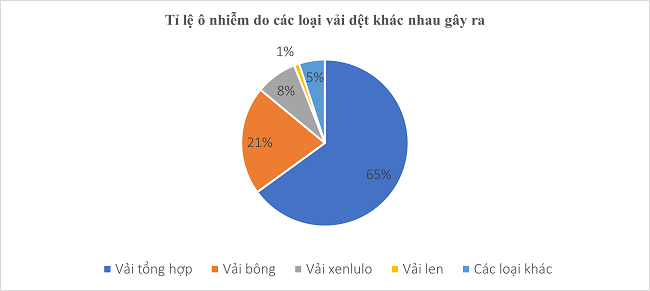 Tỉ lệ ô nhiễm do các loại vải dệt khác nhau gây ra
1%
5%
8%
21%
65%
Vải tổng hợp Vải bông Vải xenlulo Vải len Các loại khác